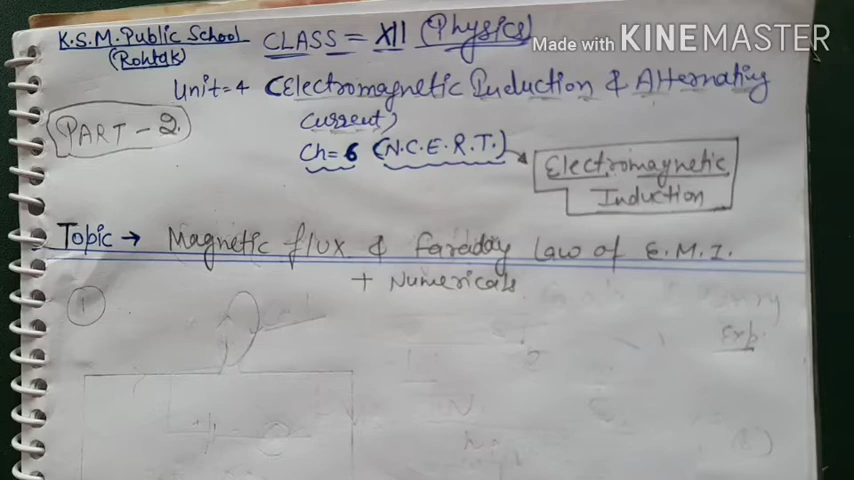 K.S.M. Public School CLASS = XII (Physics)
(Rohtak)
Made with KINEMASTER
Unit = 4 (Electromagnetic Induction & Alternating
Current)
PART - 2.
Ch = 6 (N.C.E.R.T.) → Electromagnetic
Induction
Topic → Magnetic flux & Faraday Law of E.M.I.
+ Numericals
1